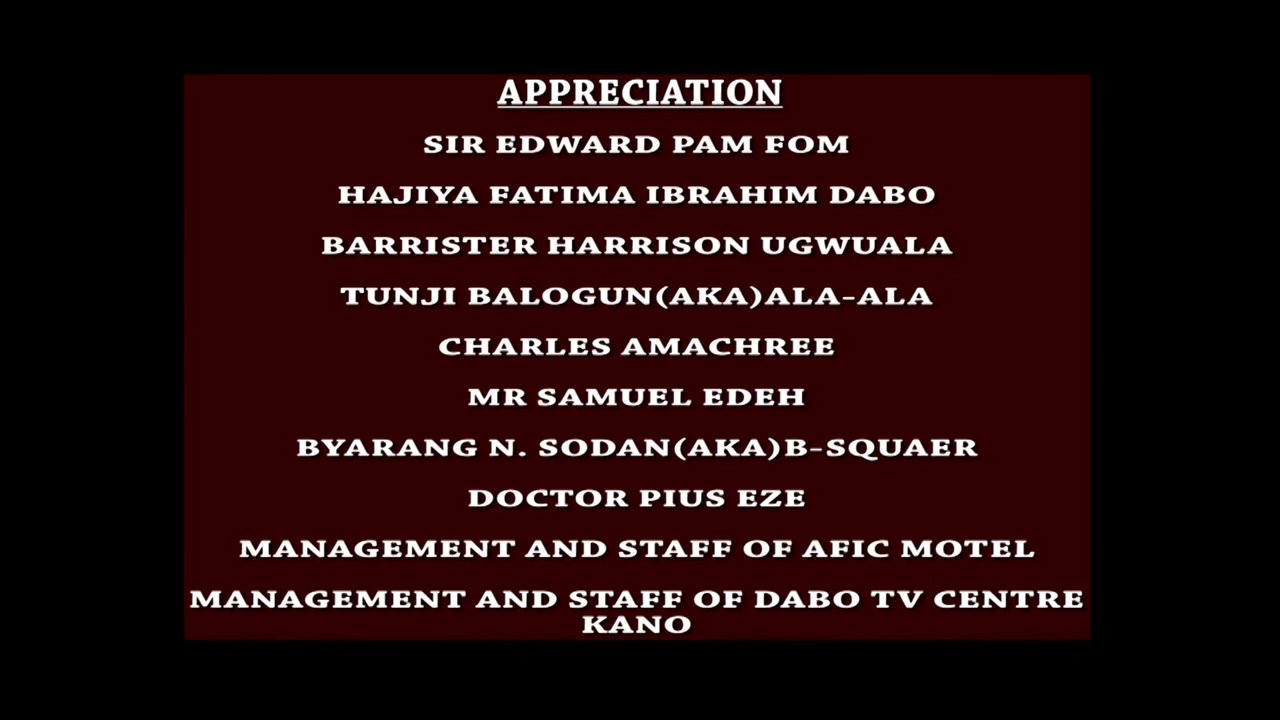 APPRECIATION
SIR EDWARD PAM FOM
HAJIYA FATIMA IBRAHIM DABO
BARRISTER HARRISON UGWUALA
TUNJI BALOGUN(AKA)ALA-ALA
CHARLES AMACHREE
MR SAMUEL EDEH
BYARANG N. SODAN(AKA)B-SQUAER
DOCTOR PIUS EZE
MANAGEMENT AND STAFF OF AFIC MOTEL
MANAGEMENT AND STAFF OF DABO TV CENTRE
KANO